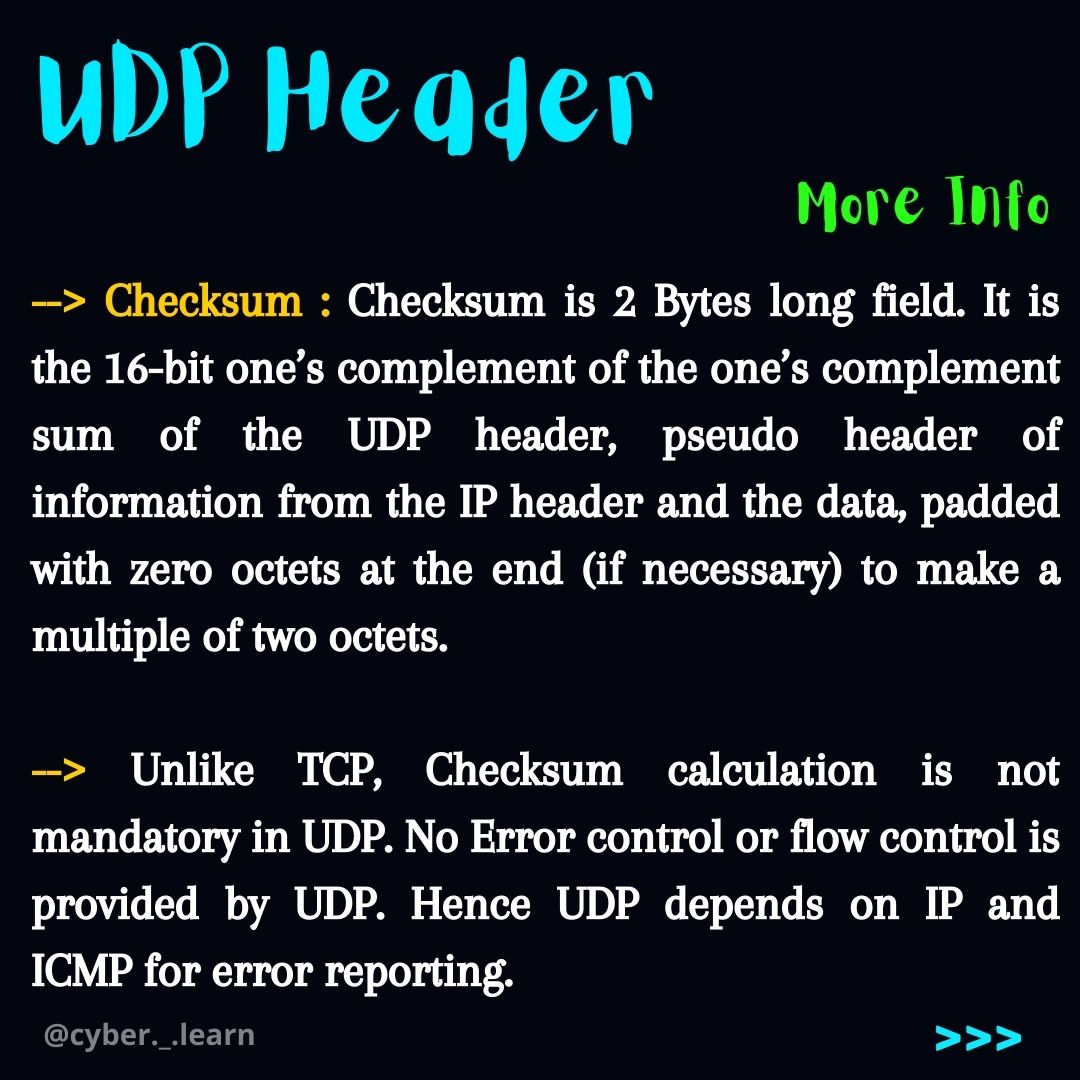 UDP Header
More Info
--> Checksum : Checksum is 2 Bytes long field. It is
the 16-bit one’s complement of the one’s complement
sum of the UDP header, pseudo header of
information from the IP header and the data, padded
with zero octets at the end (if necessary) to make a
multiple of two octets.
--> Unlike TCP, Checksum calculation is not
mandatory in UDP. No Error control or flow control is
provided by UDP. Hence UDP depends on IP and
ICMP for error reporting.
@cyber._.learn
>>>